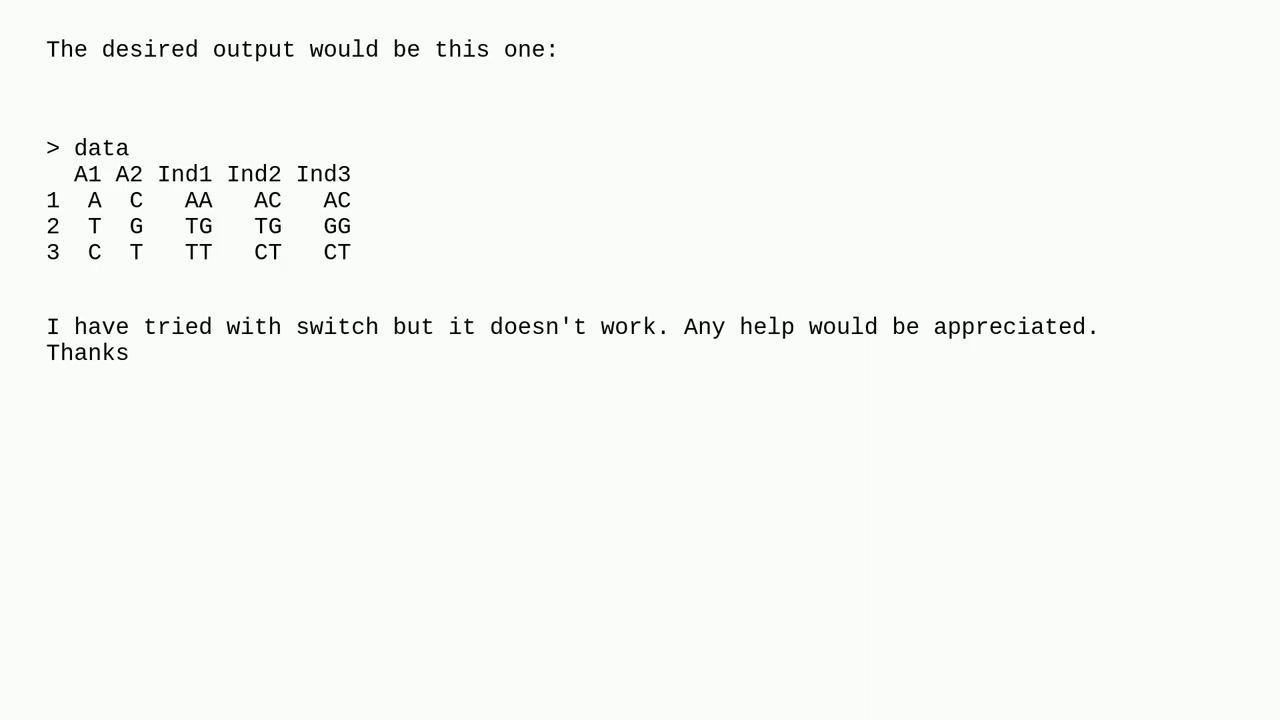 The desired output would be this one:
> data
  A1 A2 Ind1 Ind2 Ind3
1  A  C   AA   AC   AC
2  T  G   TG   TG   GG
3  C  T   TT   CT   CT
I have tried with switch but it doesn't work. Any help would be appreciated.
Thanks